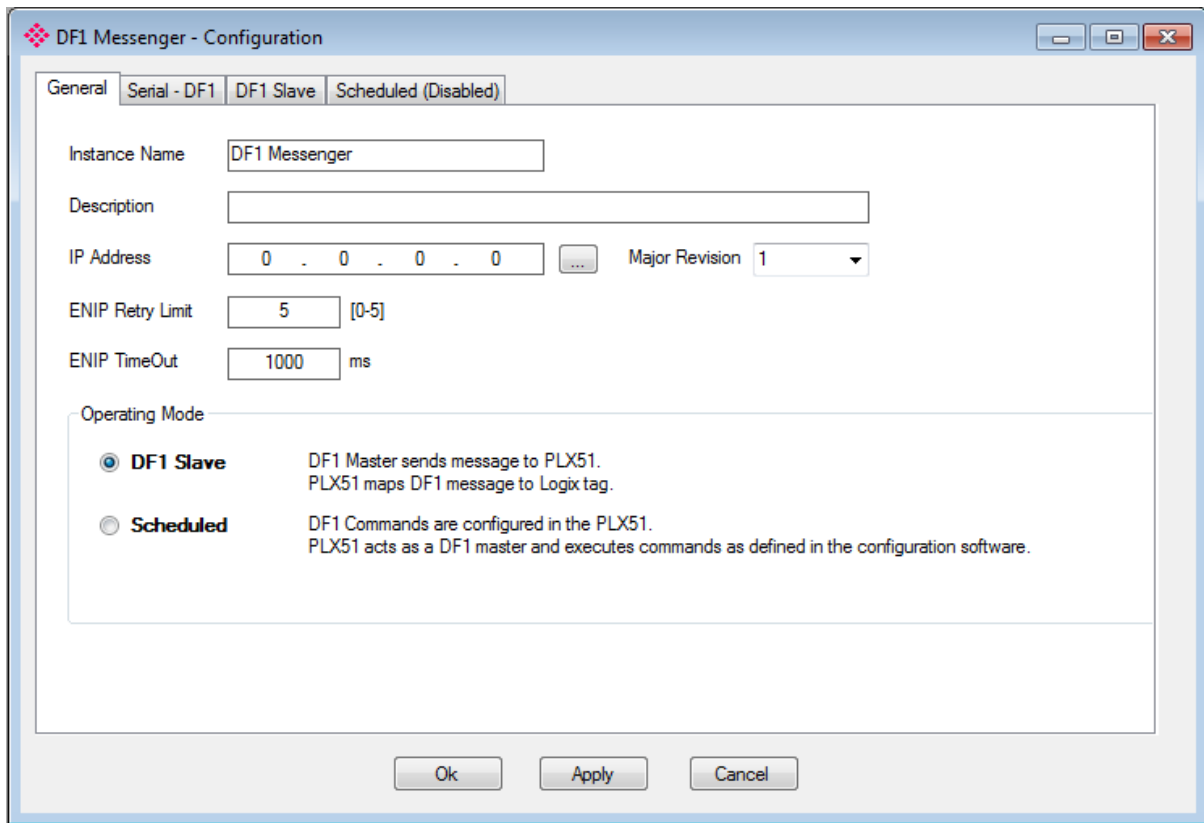 DF1 Messenger - Configuration
General Serial - DF1 DF1 Slave Scheduled (Disabled)
Instance Name DF1 Messenger
Description
IP Address 0 . 0 . 0 . 0 ... Major Revision 1
ENIP Retry Limit 5 [0-5]
ENIP TimeOut 1000 ms
Operating Mode
DF1 Slave DF1 Master sends message to PLX51.
PLX51 maps DF1 message to Logix tag.
Scheduled DF1 Commands are configured in the PLX51.
PLX51 acts as a DF1 master and executes commands as defined in the configuration software.
Ok Apply Cancel